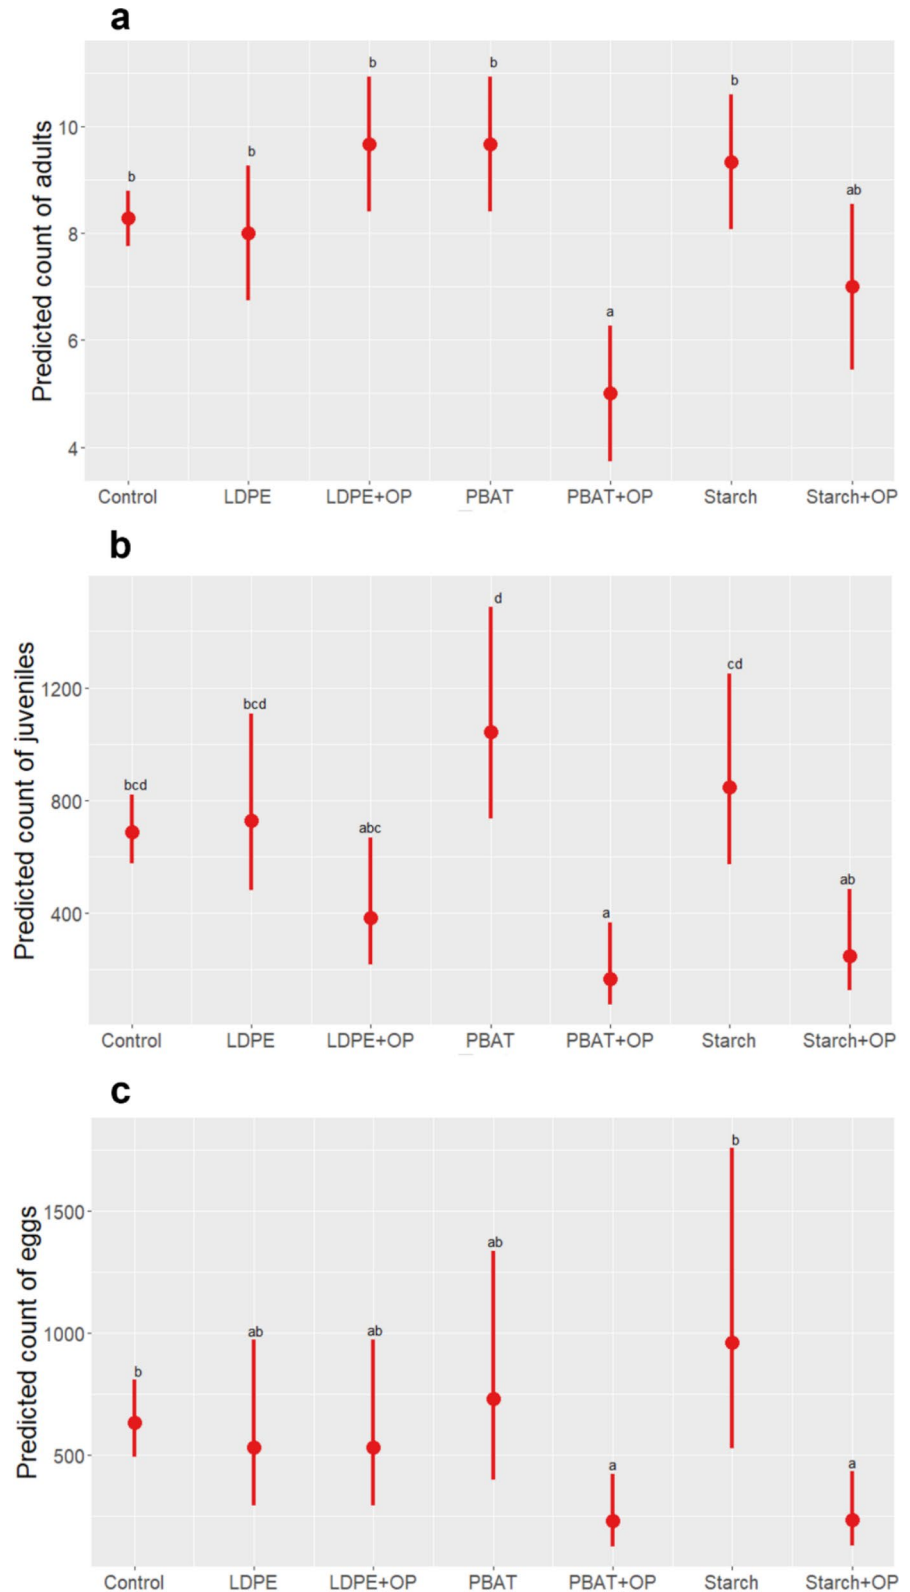 a
Predicted count of adults
10
8
6
4
b
b
b
b
a
b
ab
Control LDPE LDPE+OP PBAT PBAT+OP Starch Starch+OP
b
Predicted count of juveniles
1200
800
400
bcd
bcd
abc
d
a
cd
ab
Control LDPE LDPE+OP PBAT PBAT+OP Starch Starch+OP
c
Predicted count of eggs
1500
1000
500
b
ab
ab
ab
a
b
a
Control LDPE LDPE+OP PBAT PBAT+OP Starch Starch+OP